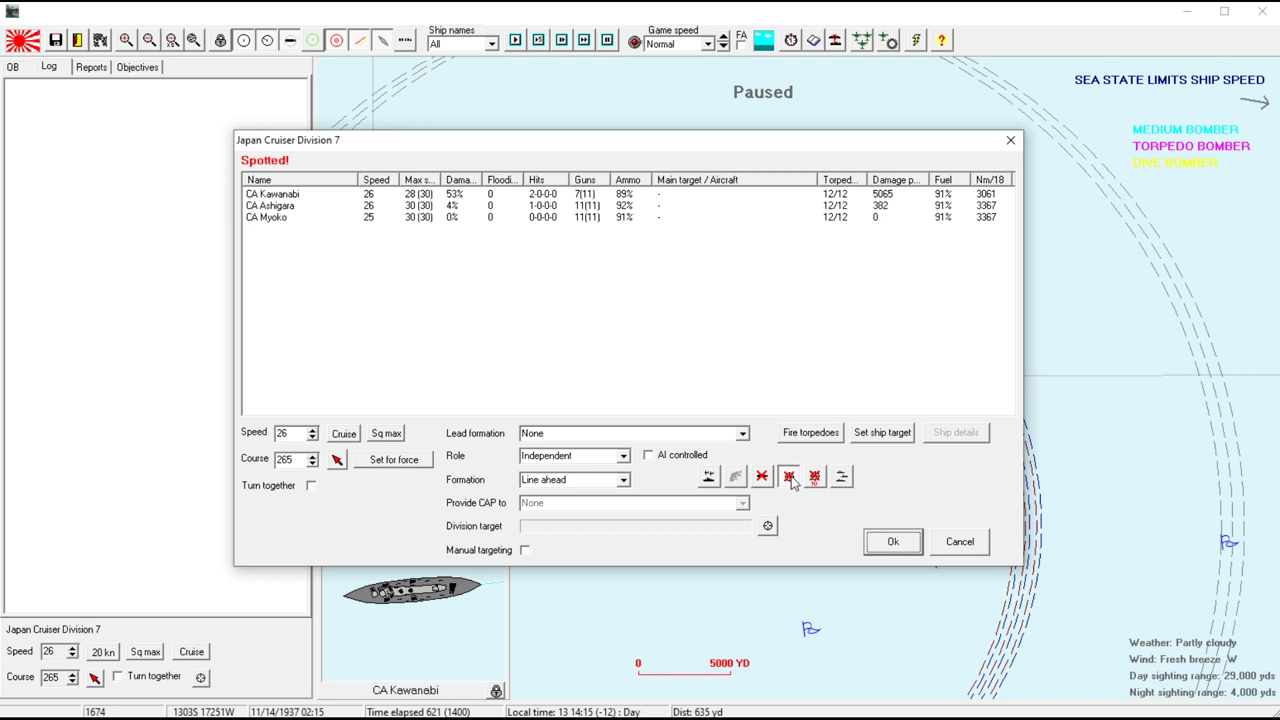 Ship names
All
Game speed
Normal
FA
?
OB
Log
Reports
Objectives
SEA STATE LIMITS SHIP SPEED
Paused
MEDIUM BOMBER
TORPEDO BOMBER
DIVE BOMBER
Japan Cruiser Division 7
Spotted!
Name Speed Max s... Dama... Floodi... Hits Guns Ammo Main target / Aircraft Torped... Damage p... Fuel Nm/18
CA Kawanabi 26 28 (30) 53% 0 2-0-0-0 7(11) 89% - 12/12 5065 91% 3061
CA Ashigara 26 30 (30) 4% 0 1-0-0-0 11(11) 92% - 12/12 382 91% 3367
CA Myoko 25 30 (30) 0% 0 0-0-0-0 11(11) 91% - 12/12 0 91% 3367
Speed 26 Cruise Sq max
Lead formation None
Fire torpedoes Set ship target Ship details
Course 265 Set for force
Role Independent
AI controlled
Turn together
Formation Line ahead
10
Provide CAP to None
Division target
Manual targeting
Ok Cancel
Japan Cruiser Division 7
Speed 26 20 kn Sq max Cruise
Course 265 Turn together
CA Kawanabi
0 5000 YD
Weather: Partly cloudy
Wind: Fresh breeze W
Day sighting range: 29,000 yds
Night sighting range: 4,000 yds
1674 1303S 17251W 11/14/1937 02:15 Time elapsed 621 (1400) Local time: 13 14:15 (-12) : Day Dist: 635 yd